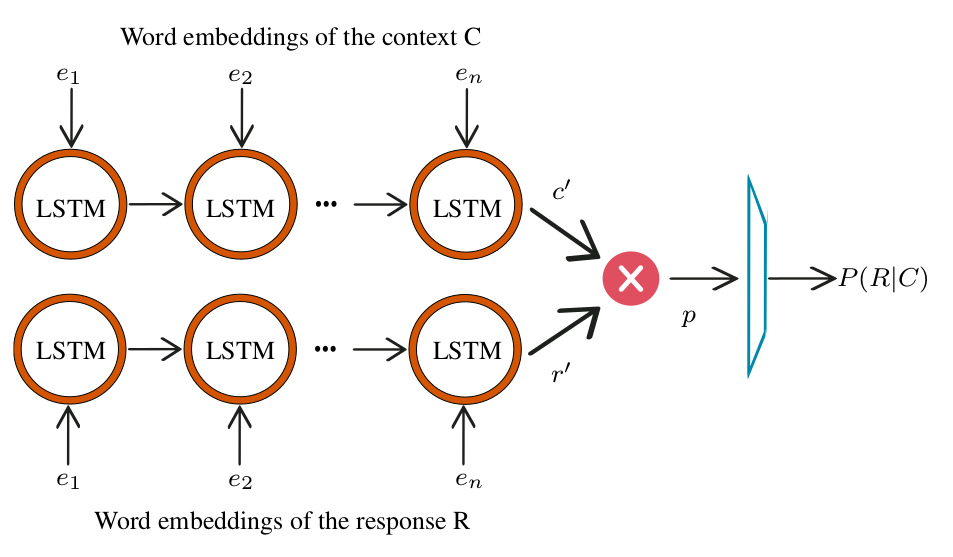 Word embeddings of the context C
e₁ e₂ eₙ
LSTM LSTM ... LSTM
c′
P(R|C)
p
LSTM LSTM ... LSTM
r′
e₁ e₂ eₙ
Word embeddings of the response R